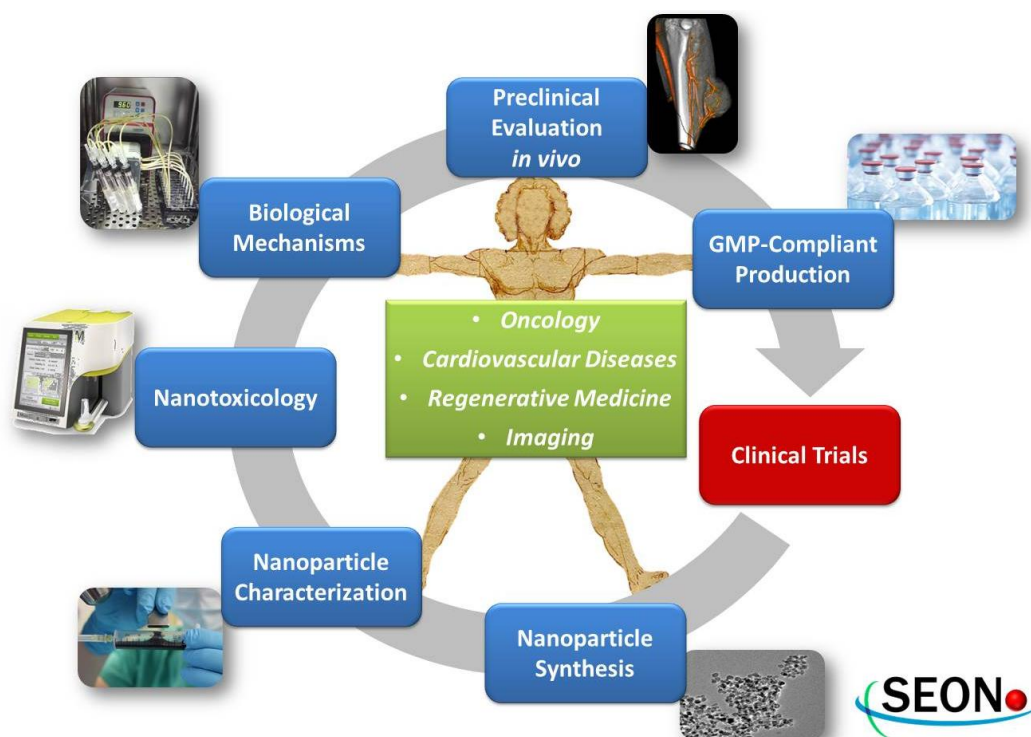 Preclinical
Evaluation
in vivo
Biological
Mechanisms
GMP-Compliant
Production
• Oncology
• Cardiovascular Diseases
• Regenerative Medicine
• Imaging
Nanotoxicology
Clinical Trials
Nanoparticle
Characterization
Nanoparticle
Synthesis
SEON